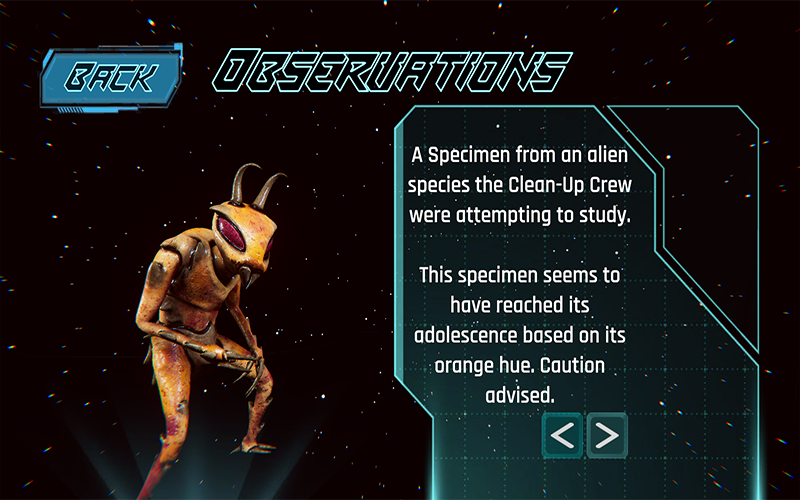 Back
Observations
A Specimen from an alien
species the Clean-Up Crew
were attempting to study.
This specimen seems to
have reached its
adolescence based on its
orange hue. Caution
advised.
< >